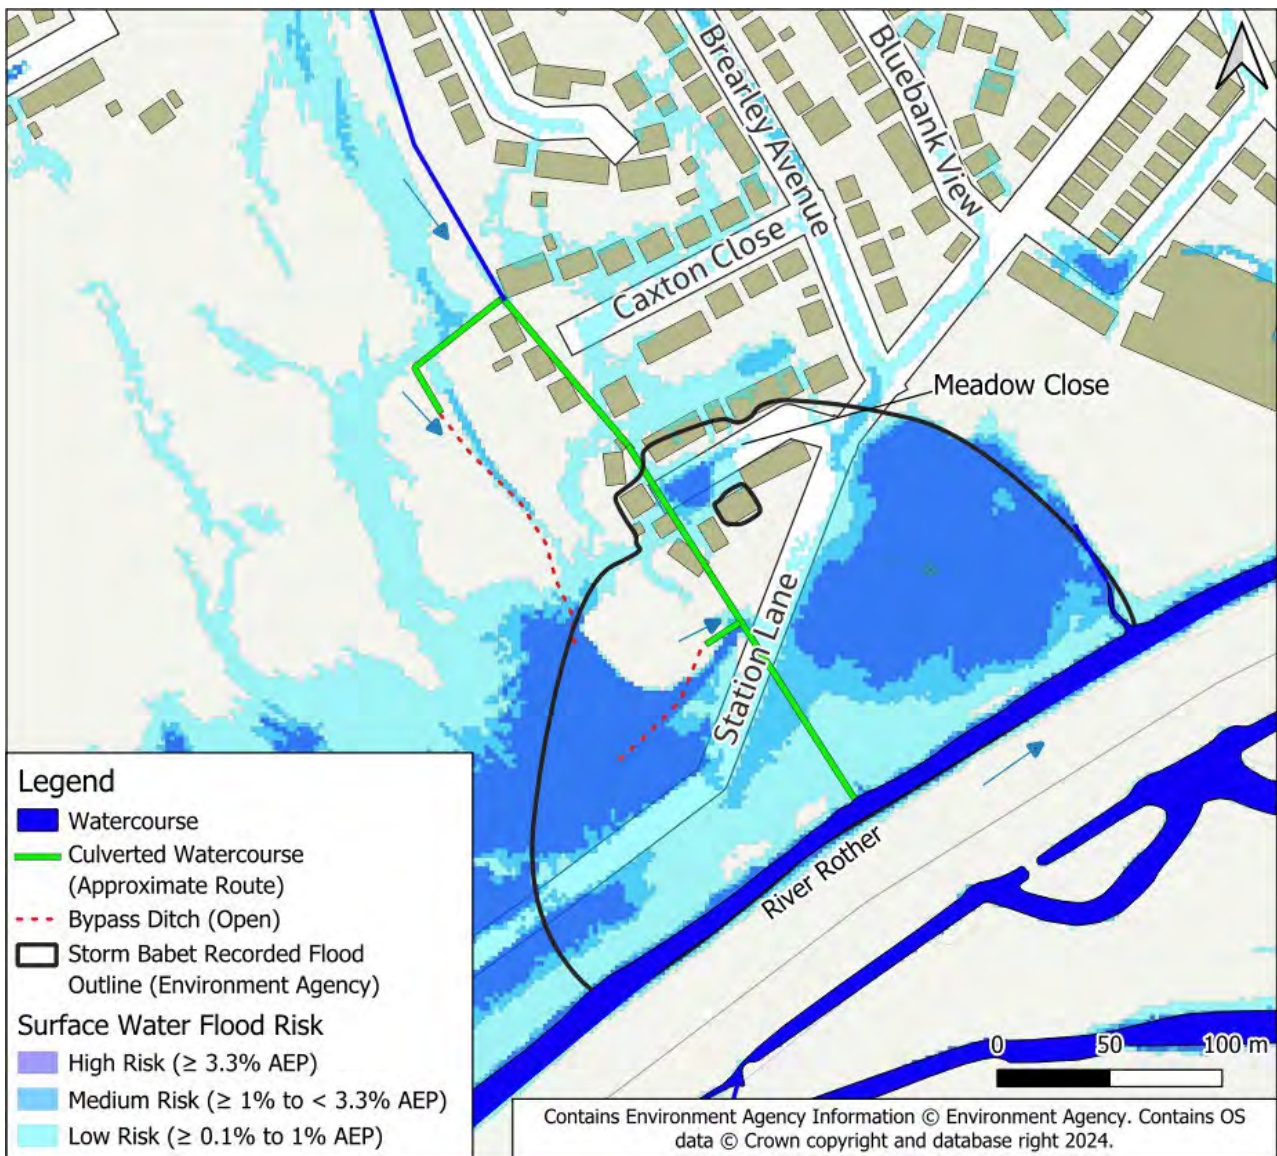 Brearley Avenue
Bluebank View
Caxton Close
Meadow Close
Station Lane
River Rother
Legend
Watercourse
Culverted Watercourse
(Approximate Route)
Bypass Ditch (Open)
Storm Babet Recorded Flood
Outline (Environment Agency)
Surface Water Flood Risk
High Risk (≥ 3.3% AEP)
Medium Risk (≥ 1% to < 3.3% AEP)
Low Risk (≥ 0.1% to 1% AEP)
0 50 100 m
Contains Environment Agency Information © Environment Agency. Contains OS
data © Crown copyright and database right 2024.